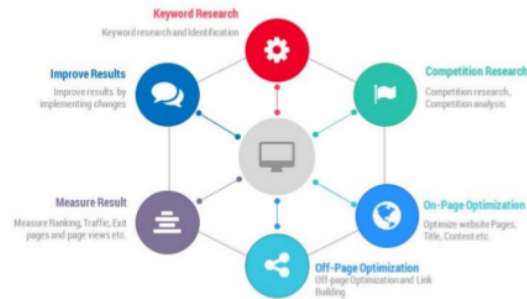 Keyword Research
Keyword research and Identification
Improve Results
Improve results by
implementing changes
Competition Research
Competition research,
Competition analysis
Measure Result
Measure Ranking, Traffic, Exit
pages and page views etc.
On-Page Optimization
Optimize website Pages,
Title, Content etc.
Off-Page Optimization
Off-page Optimization and Link
Building